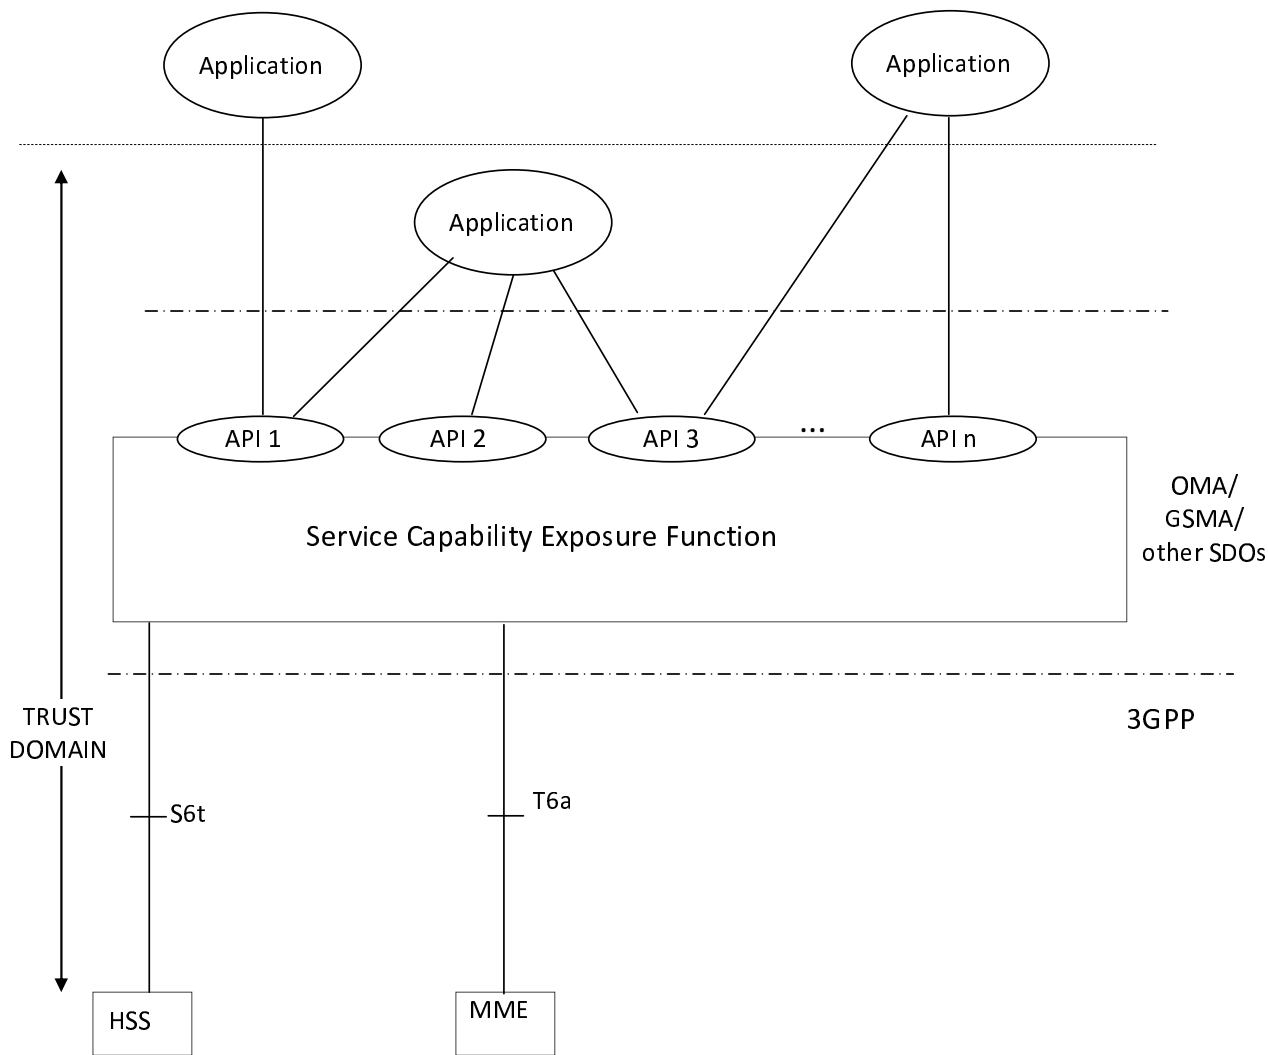 Application
Application
Application
API 1
API 2
API 3
...
API n
Service Capability Exposure Function
OMA/
GSMA/
other SDOs
3GPP
TRUST
DOMAIN
S6t
T6a
HSS
MME